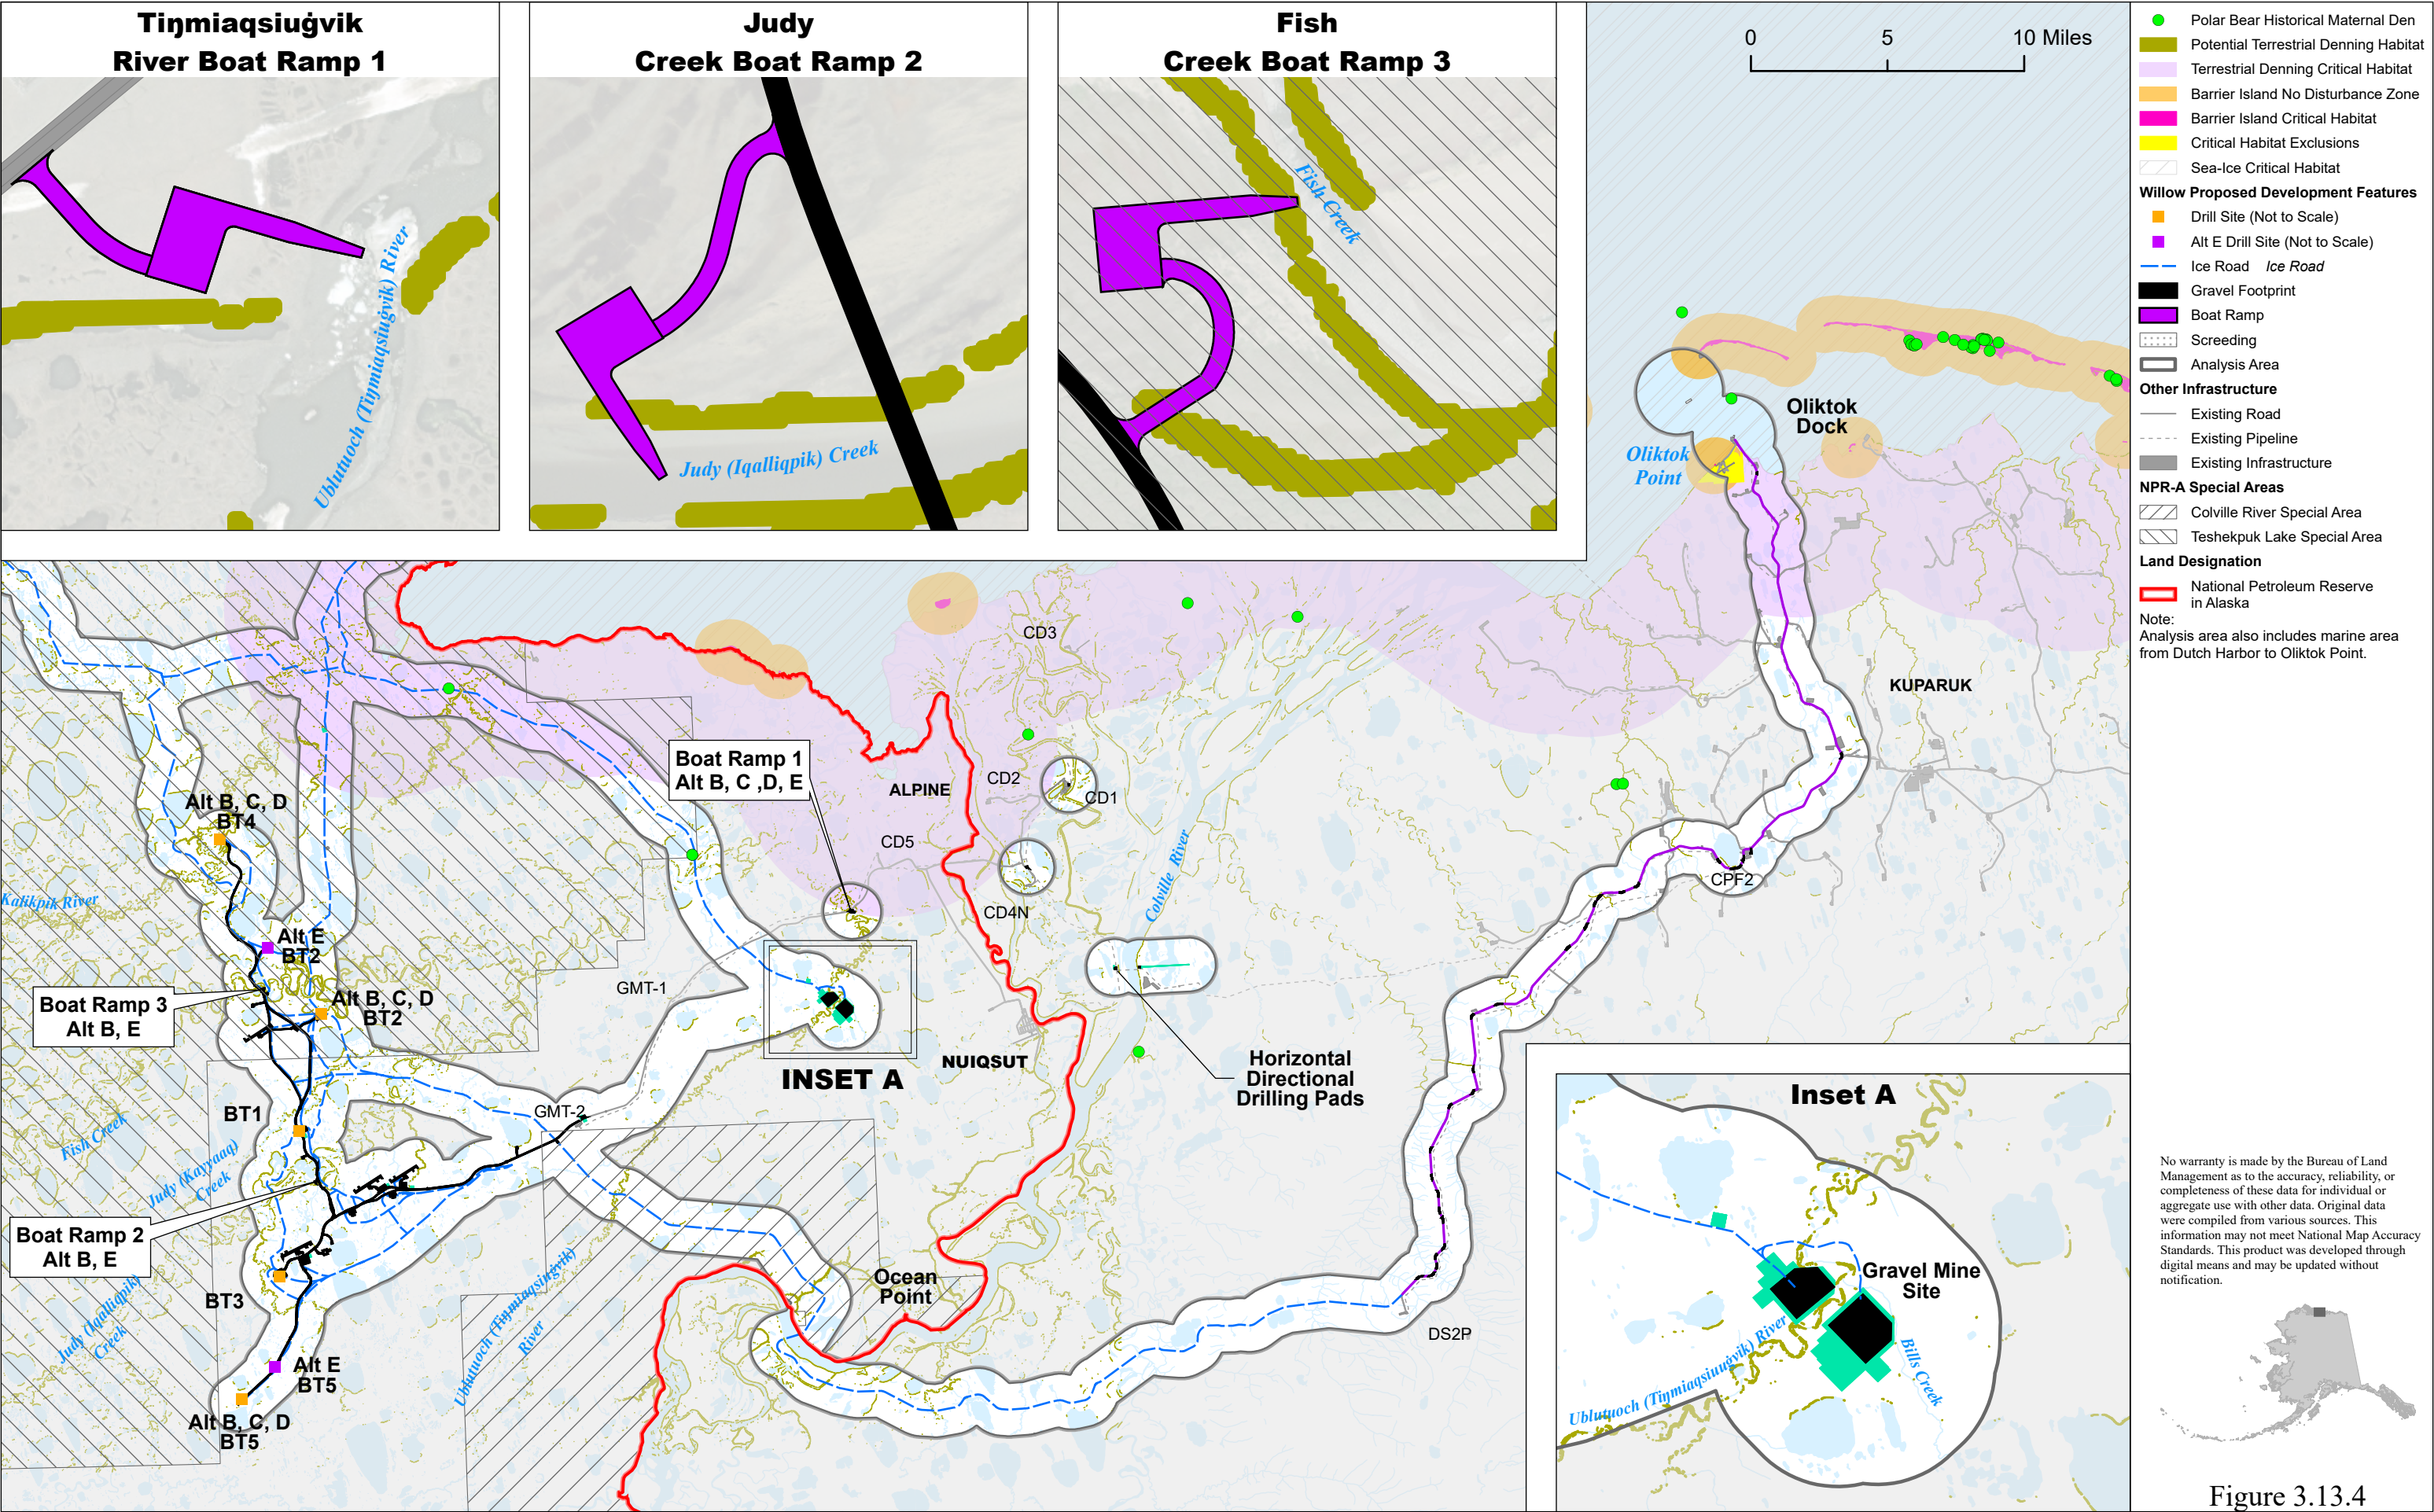 Tiŋmiaqsiuġvik
River Boat Ramp 1
Ublutuoch (Tiŋmiaqsiuġvik) River
Judy
Creek Boat Ramp 2
Judy (Iqalliqpik) Creek
Fish
Creek Boat Ramp 3
Fish Creek
0 5 10 Miles
Oliktok
Dock
Oliktok
Point
CD3
KUPARUK
Boat Ramp 1
Alt B, C ,D, E
ALPINE
CD2
CD1
CD5
CD4N
Colville River
CPF2
Alt B, C, D
BT4
Kalikpik River
Alt E
BT2
Boat Ramp 3
Alt B, E
Alt B, C, D
BT2
GMT-1
INSET A
NUIQSUT
Horizontal
Directional
Drilling Pads
BT1
GMT-2
Fish Creek
Judy (Kayyaaq)
Creek
Boat Ramp 2
Alt B, E
BT3
Judy (Iqalliqpik)
Creek
Ublutuoch (Tiŋmiaqsiuġvik)
River
Ocean
Point
DS2P
Alt E
BT5
Alt B, C, D
BT5
Inset A
Gravel Mine
Site
Ublutuoch (Tiŋmiaqsiuġvik) River
Bills Creek
Polar Bear Historical Maternal Den
Potential Terrestrial Denning Habitat
Terrestrial Denning Critical Habitat
Barrier Island No Disturbance Zone
Barrier Island Critical Habitat
Critical Habitat Exclusions
Sea-Ice Critical Habitat
Willow Proposed Development Features
Drill Site (Not to Scale)
Alt E Drill Site (Not to Scale)
Ice Road Ice Road
Gravel Footprint
Boat Ramp
Screeding
Analysis Area
Other Infrastructure
Existing Road
Existing Pipeline
Existing Infrastructure
NPR-A Special Areas
Colville River Special Area
Teshekpuk Lake Special Area
Land Designation
National Petroleum Reserve
in Alaska
Note:
Analysis area also includes marine area
from Dutch Harbor to Oliktok Point.
No warranty is made by the Bureau of Land
Management as to the accuracy, reliability, or
completeness of these data for individual or
aggregate use with other data. Original data
were compiled from various sources. This
information may not meet National Map Accuracy
Standards. This product was developed through
digital means and may be updated without
notification.
Figure 3.13.4